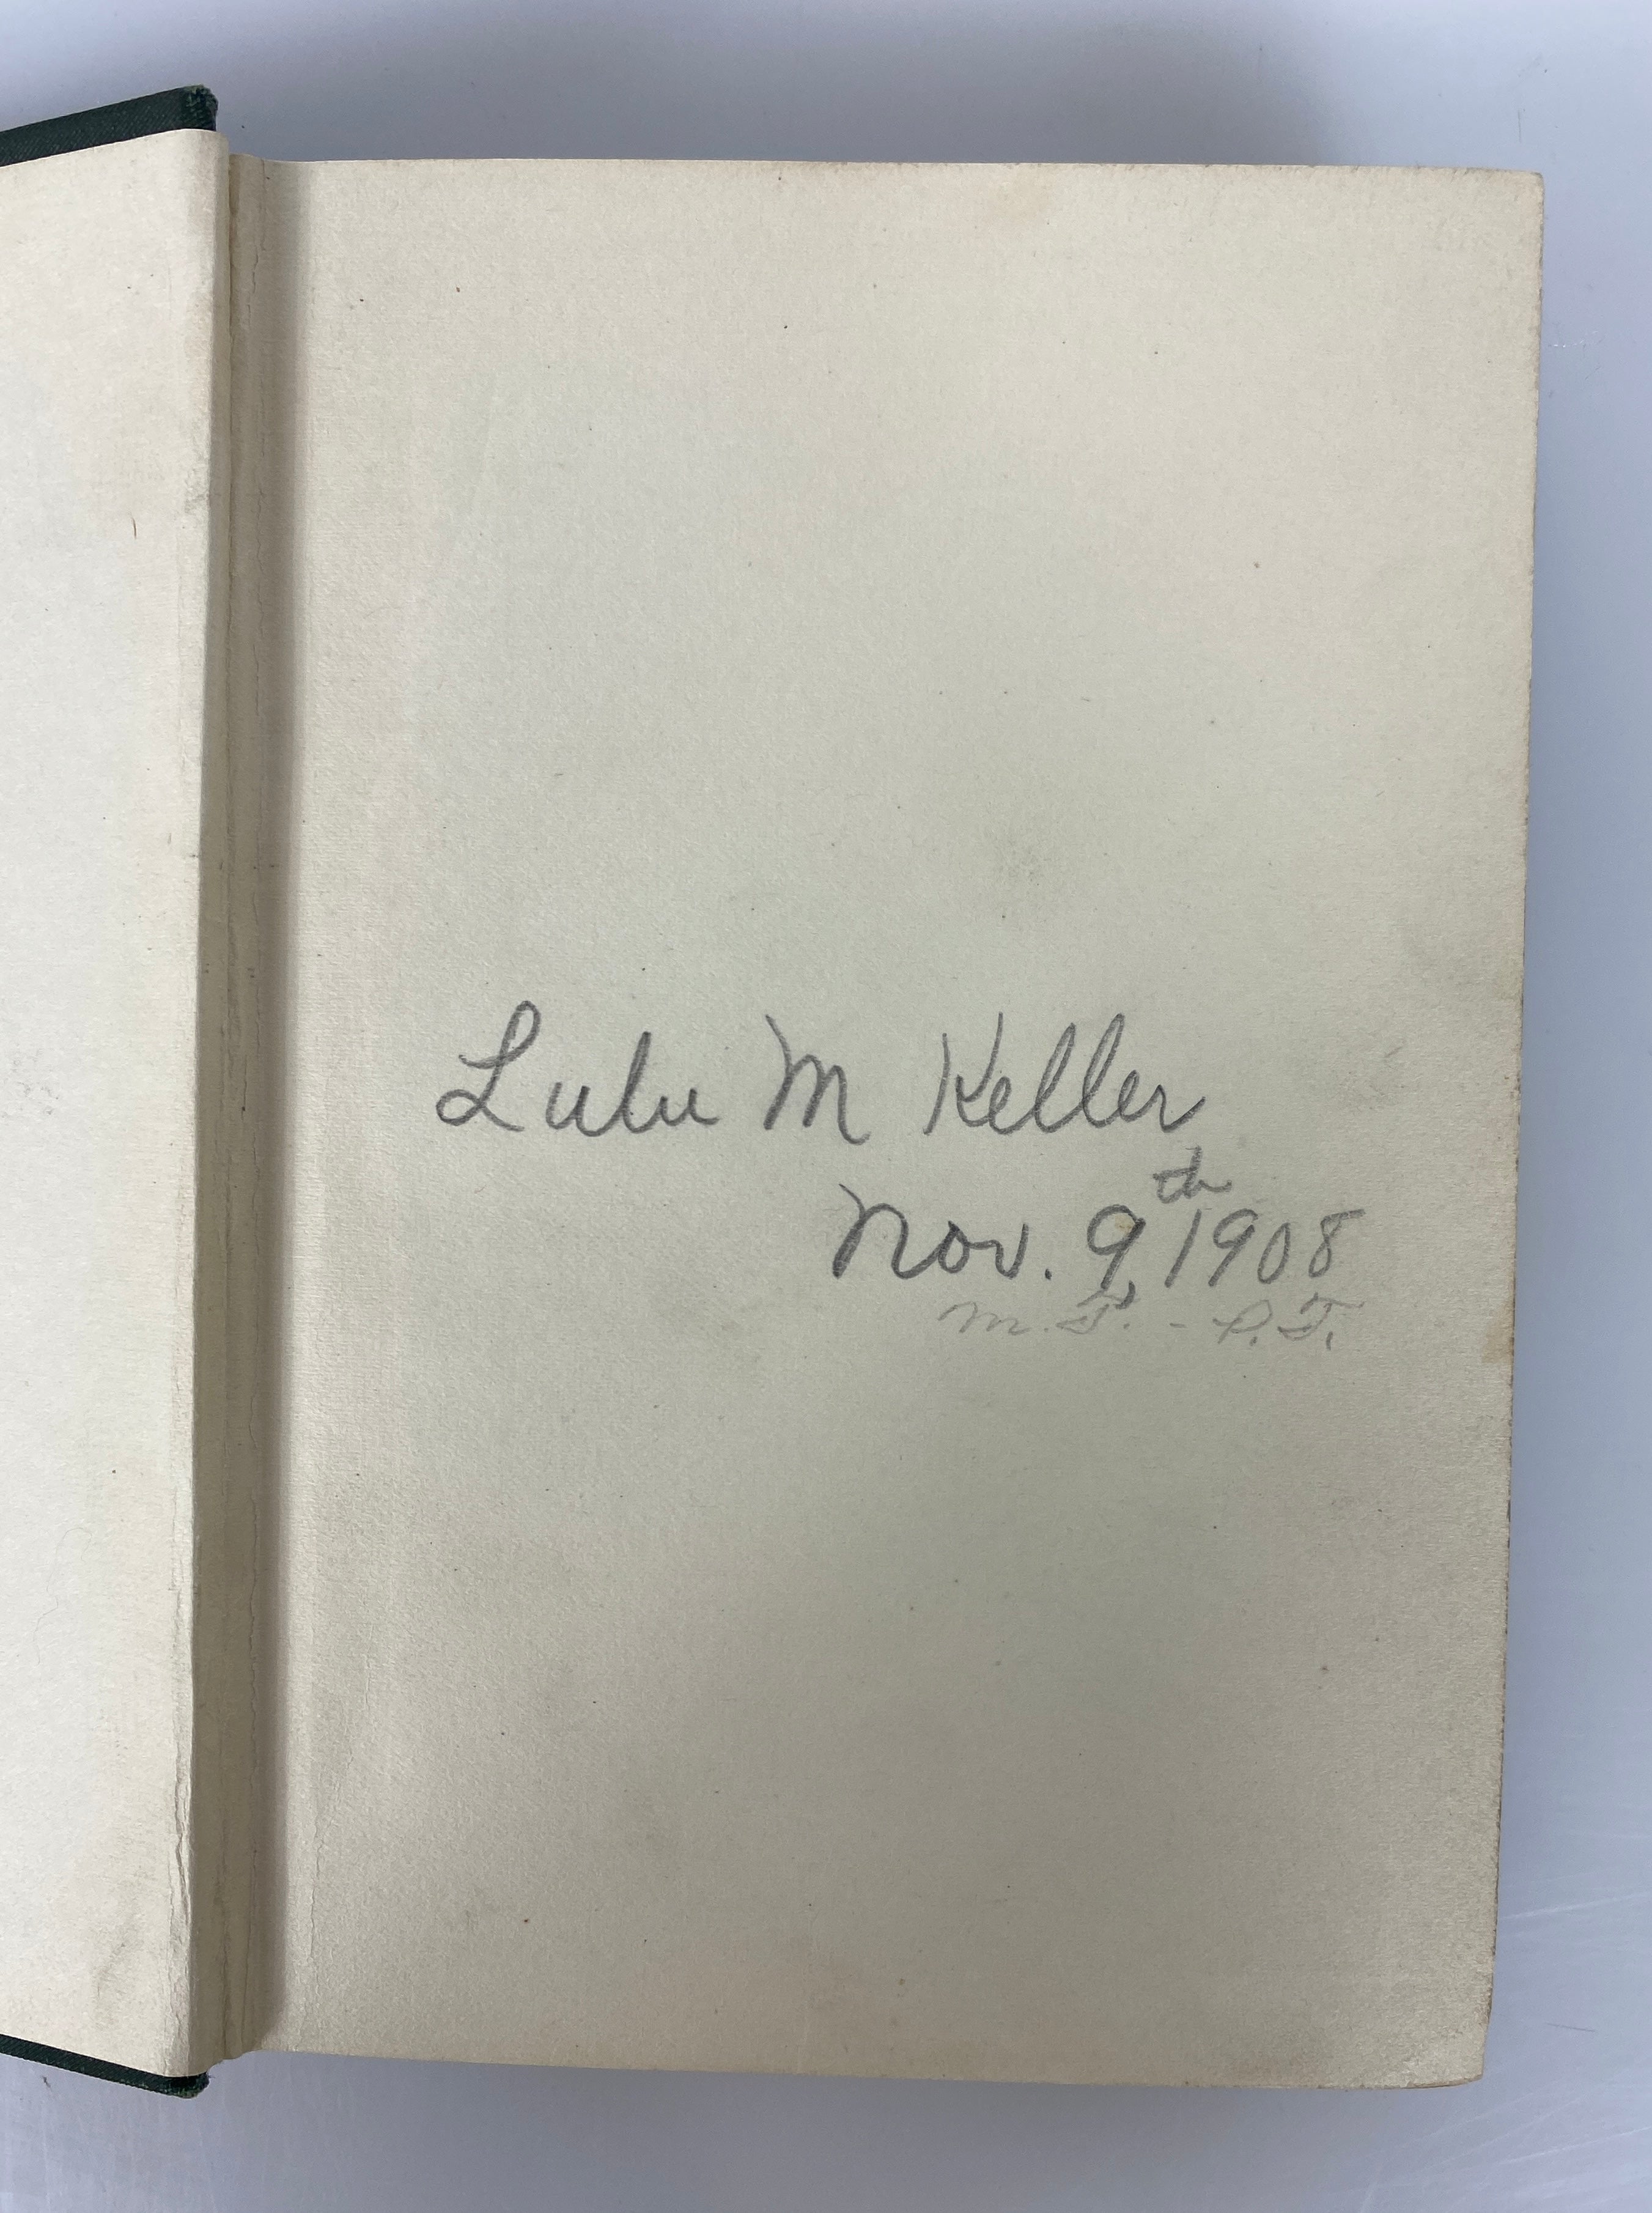 Lulu M Keller
Nov. 9th, 1908
M. T. - P. T.